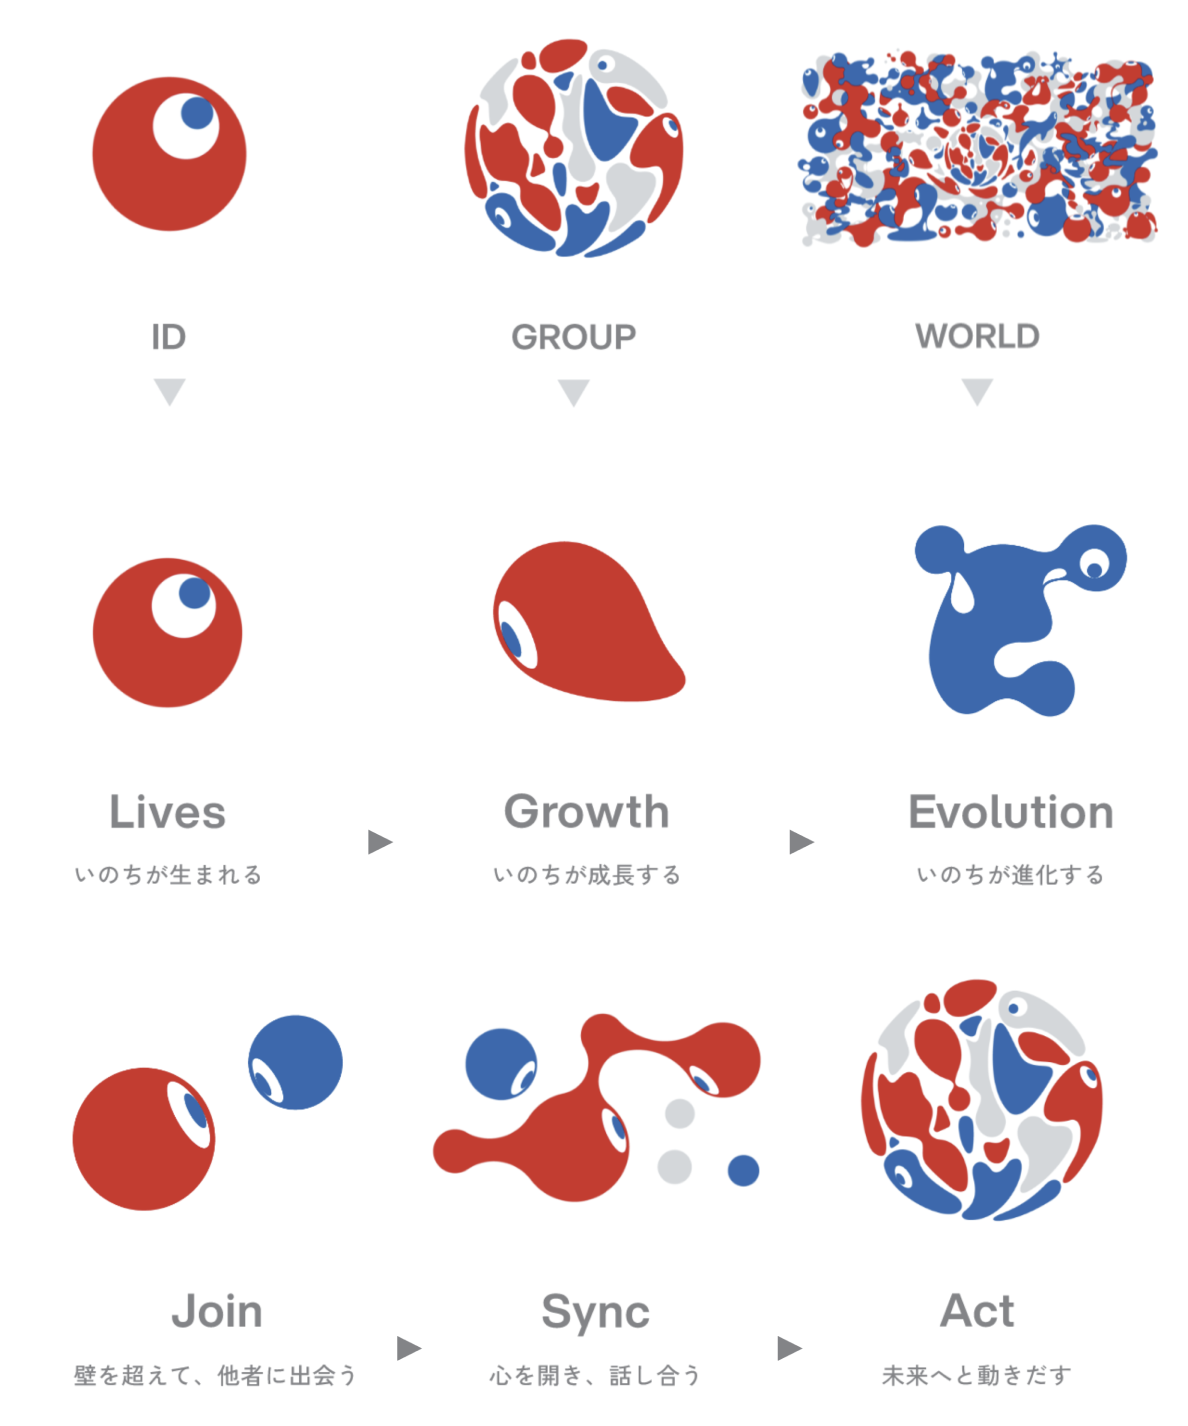 ID
GROUP
WORLD
Lives
Growth
Evolution
いのちが生まれる
いのちが成長する
いのちが進化する
Join
Sync
Act
壁を超えて、他者に出会う
心を開き、話し合う
未来へと動きだす